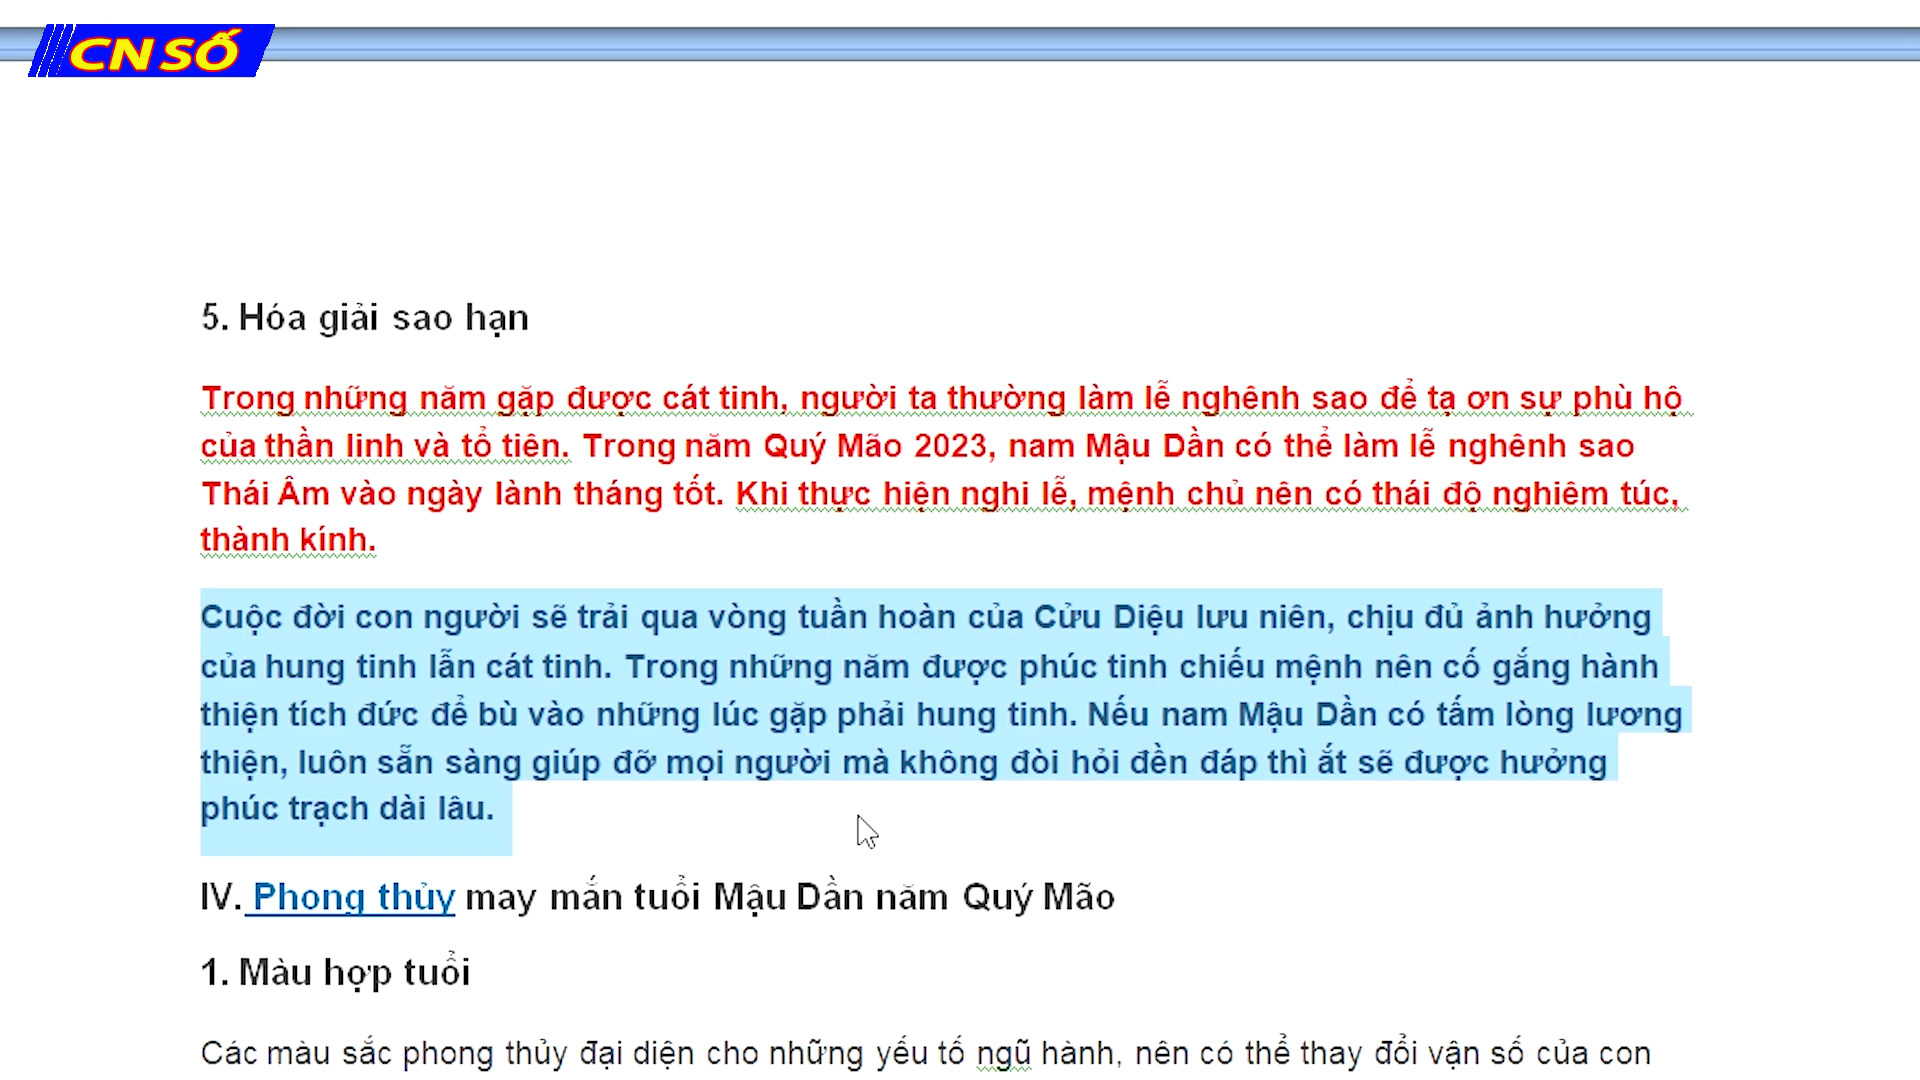 CN SỐ
5. Hóa giải sao hạn
Trong những năm gặp được cát tinh, người ta thường làm lễ nghênh sao để tạ ơn sự phù hộ
của thần linh và tổ tiên. Trong năm Quý Mão 2023, nam Mậu Dần có thể làm lễ nghênh sao
Thái Âm vào ngày lành tháng tốt. Khi thực hiện nghi lễ, mệnh chủ nên có thái độ nghiêm túc,
thành kính.
Cuộc đời con người sẽ trải qua vòng tuần hoàn của Cửu Diệu lưu niên, chịu đủ ảnh hưởng
của hung tinh lẫn cát tinh. Trong những năm được phúc tinh chiếu mệnh nên cố gắng hành
thiện tích đức để bù vào những lúc gặp phải hung tinh. Nếu nam Mậu Dần có tấm lòng lương
thiện, luôn sẵn sàng giúp đỡ mọi người mà không đòi hỏi đền đáp thì ắt sẽ được hưởng
phúc trạch dài lâu.
IV. Phong thủy may mắn tuổi Mậu Dần năm Quý Mão
1. Màu hợp tuổi
Các màu sắc phong thủy đại diện cho những yếu tố ngũ hành, nên có thể thay đổi vận số của con